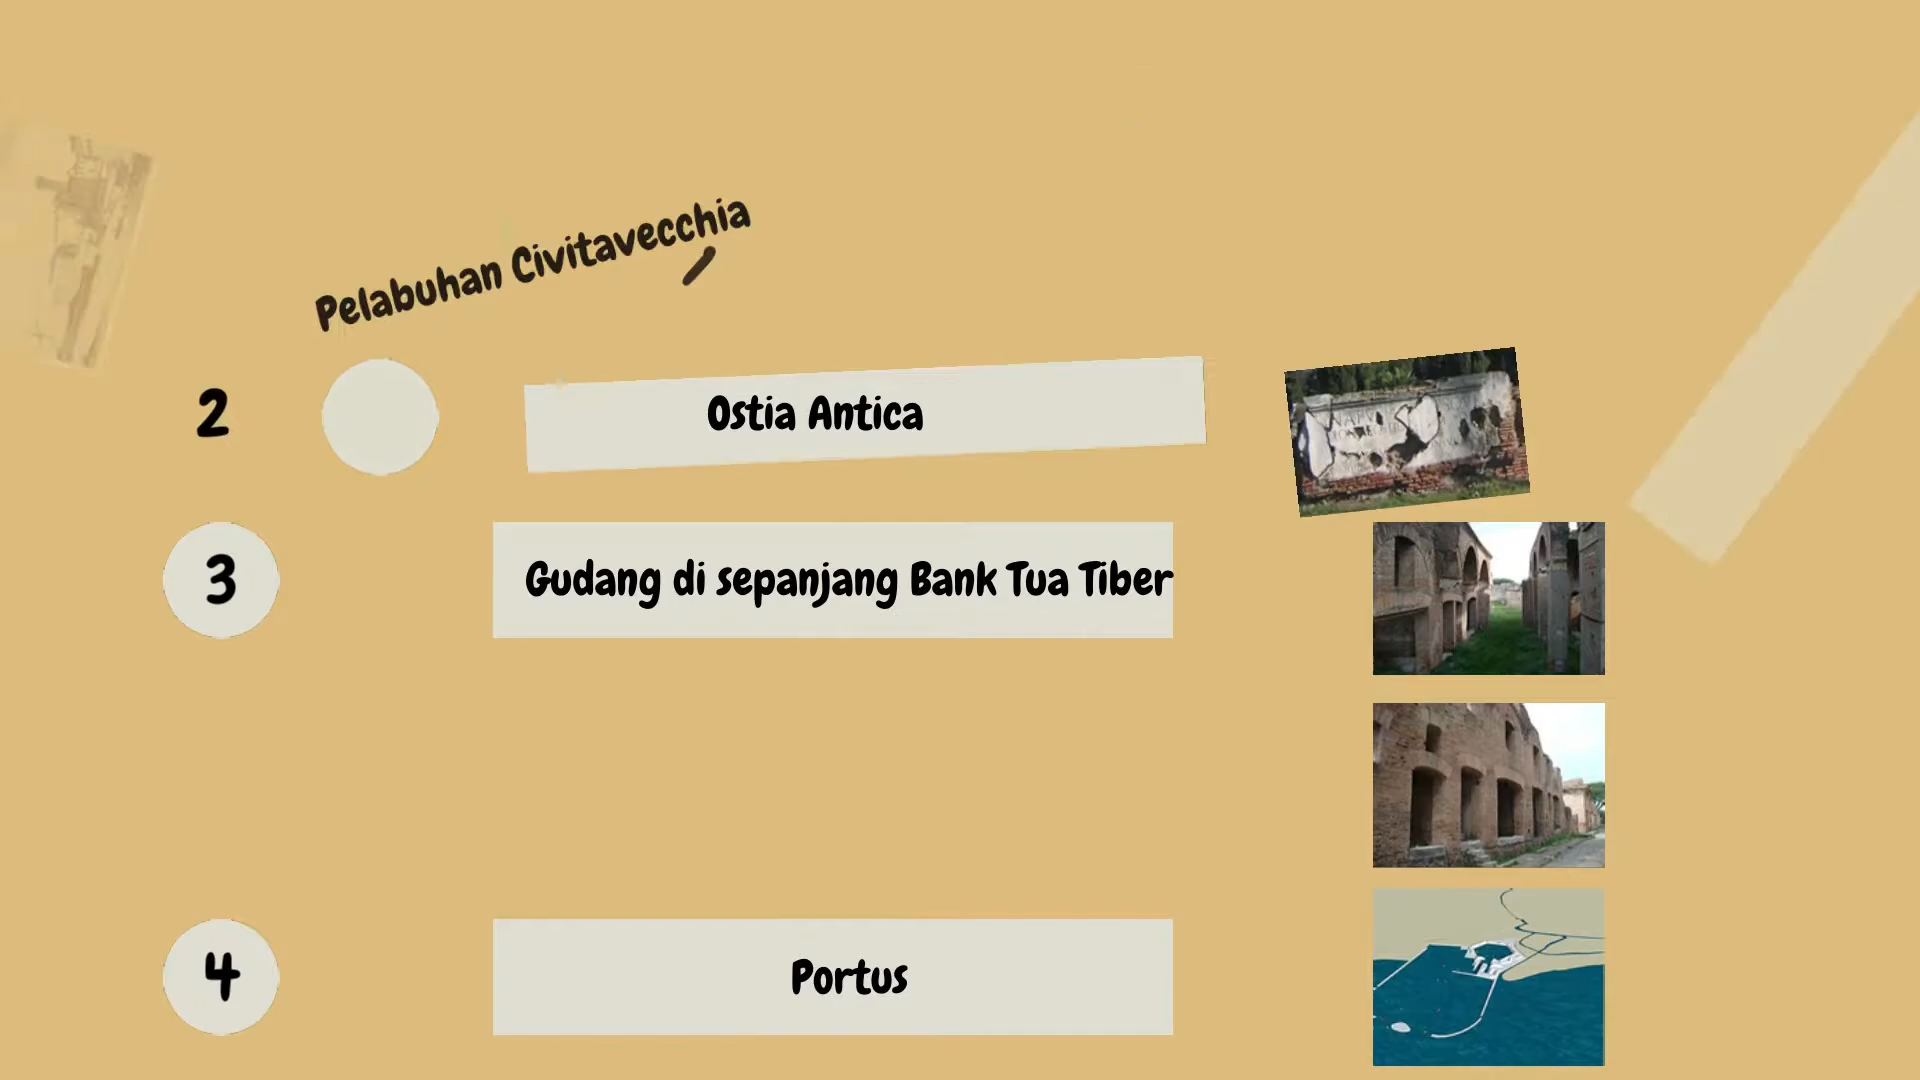 Pelabuhan Civitavecchia
2
Ostia Antica
3
Gudang di sepanjang Bank Tua Tiber
4
Portus